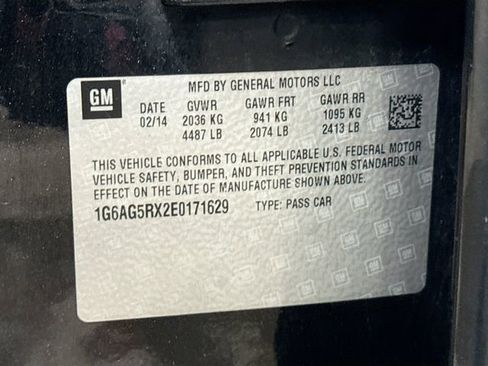 GM
MFD BY GENERAL MOTORS LLC
DATE GVWR GAWR FRT GAWR RR
02/14 2036 KG 941 KG 1095 KG
4487 LB 2074 LB 2413 LB
THIS VEHICLE CONFORMS TO ALL APPLICABLE U.S. FEDERAL MOTOR
VEHICLE SAFETY, BUMPER, AND THEFT PREVENTION STANDARDS IN
EFFECT ON THE DATE OF MANUFACTURE SHOWN ABOVE.
1G6AG5RX2E0171629 TYPE: PASS CAR